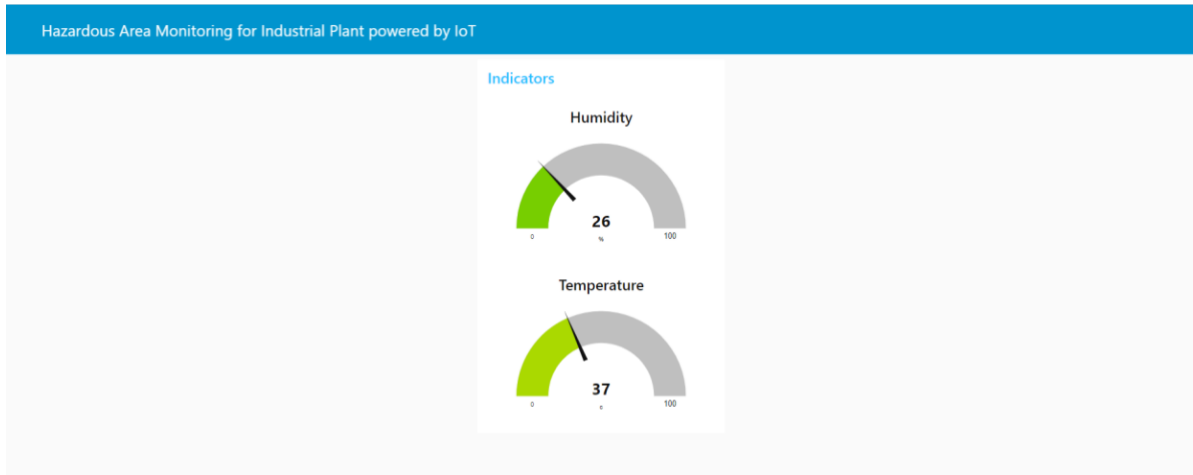 Hazardous Area Monitoring for Industrial Plant powered by IoT
Indicators
Humidity
26
%
0
100
Temperature
37
0
100